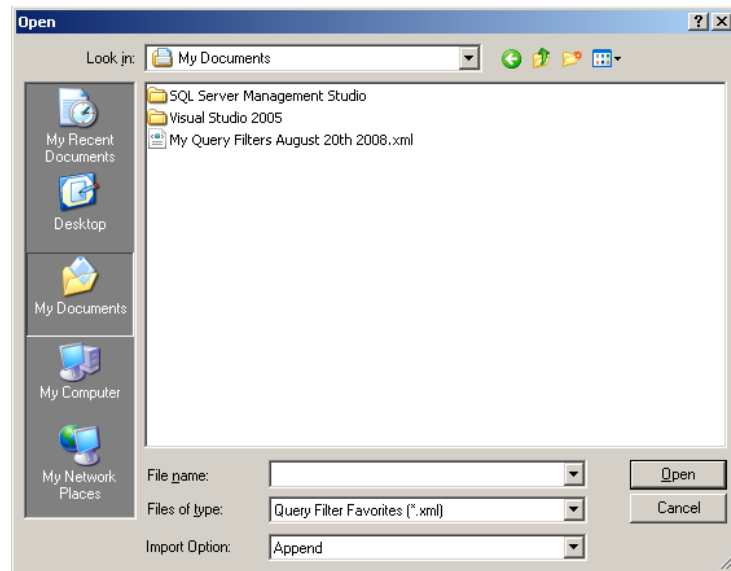 Open
Look in: My Documents
SQL Server Management Studio
Visual Studio 2005
My Query Filters August 20th 2008.xml
My Recent
Documents
Desktop
My Documents
My Computer
My Network
Places
File name:
Open
Files of type: Query Filter Favorites (*.xml)
Cancel
Import Option: Append